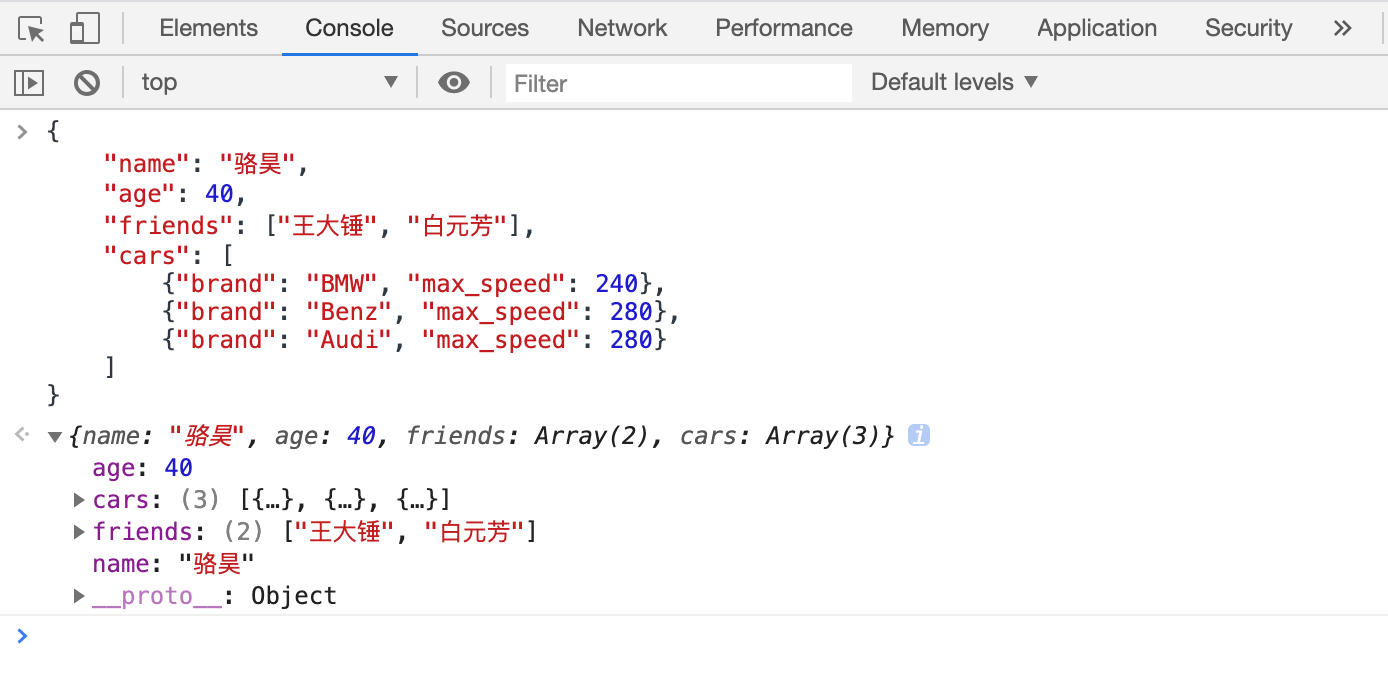 Elements Console Sources Network Performance Memory Application Security »
top ▼ Filter Default levels ▼
> {
"name": "骆昊",
"age": 40,
"friends": ["王大锤", "白元芳"],
"cars": [
{"brand": "BMW", "max_speed": 240},
{"brand": "Benz", "max_speed": 280},
{"brand": "Audi", "max_speed": 280}
]
}
{name: "骆昊", age: 40, friends: Array(2), cars: Array(3)} i
age: 40
cars: (3) [{…}, {…}, {…}]
friends: (2) ["王大锤", "白元芳"]
name: "骆昊"
__proto__: Object
>